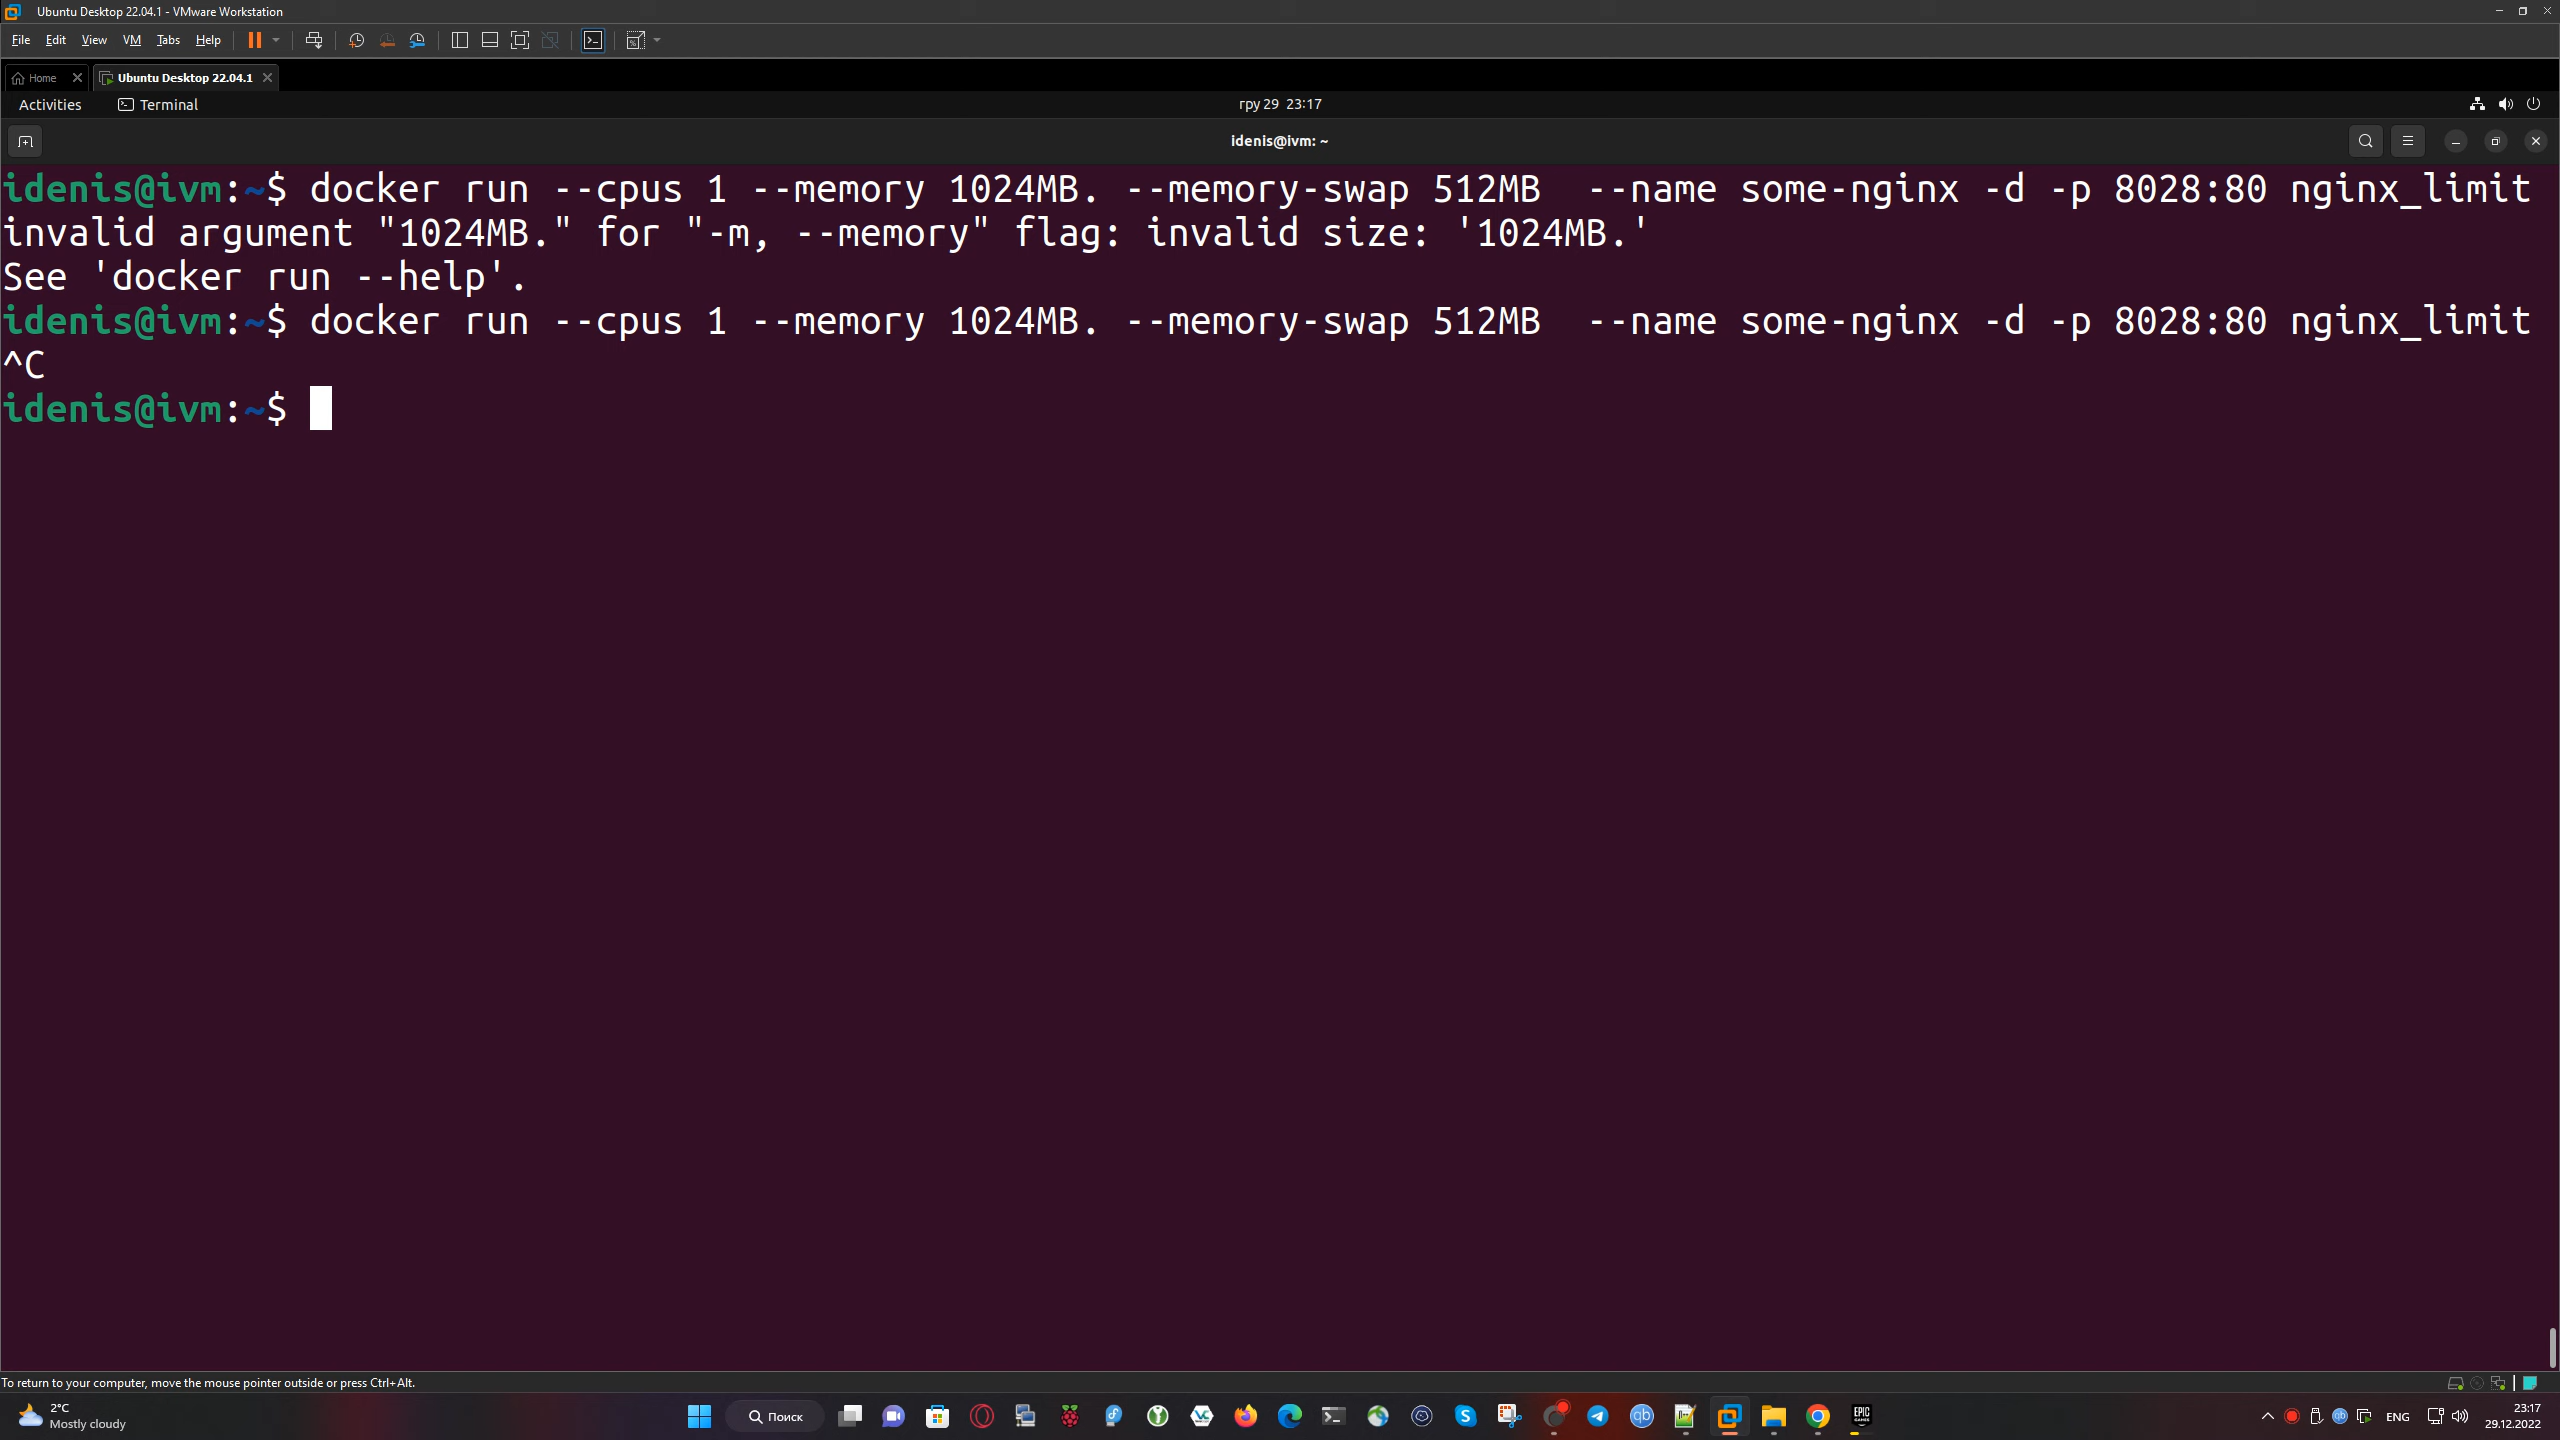 Ubuntu Desktop 22.04.1 - VMware Workstation
File Edit View VM Tabs Help
Home Ubuntu Desktop 22.04.1
Activities Terminal гру 29 23:17
idenis@ivm: ~
idenis@ivm:~$ docker run --cpus 1 --memory 1024MB. --memory-swap 512MB  --name some-nginx -d -p 8028:80 nginx_limit
invalid argument "1024MB." for "-m, --memory" flag: invalid size: '1024MB.'
See 'docker run --help'.
idenis@ivm:~$ docker run --cpus 1 --memory 1024MB. --memory-swap 512MB  --name some-nginx -d -p 8028:80 nginx_limit
^C
idenis@ivm:~$
To return to your computer, move the mouse pointer outside or press Ctrl+Alt.
2°C
Mostly cloudy
Поиск
qb
EPIC GAMES
ENG
23:17
29.12.2022